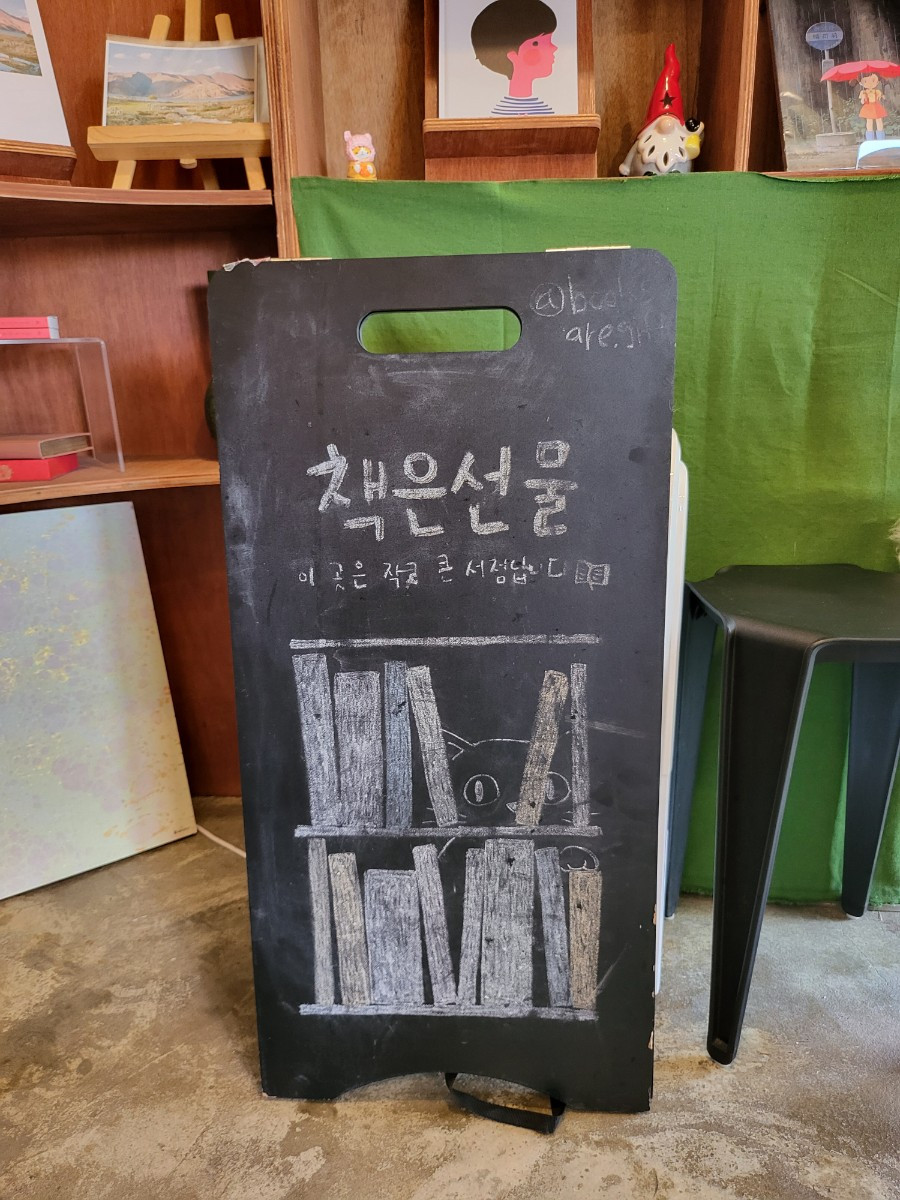 책은선물
이 곳은 작고 큰 서점입니다